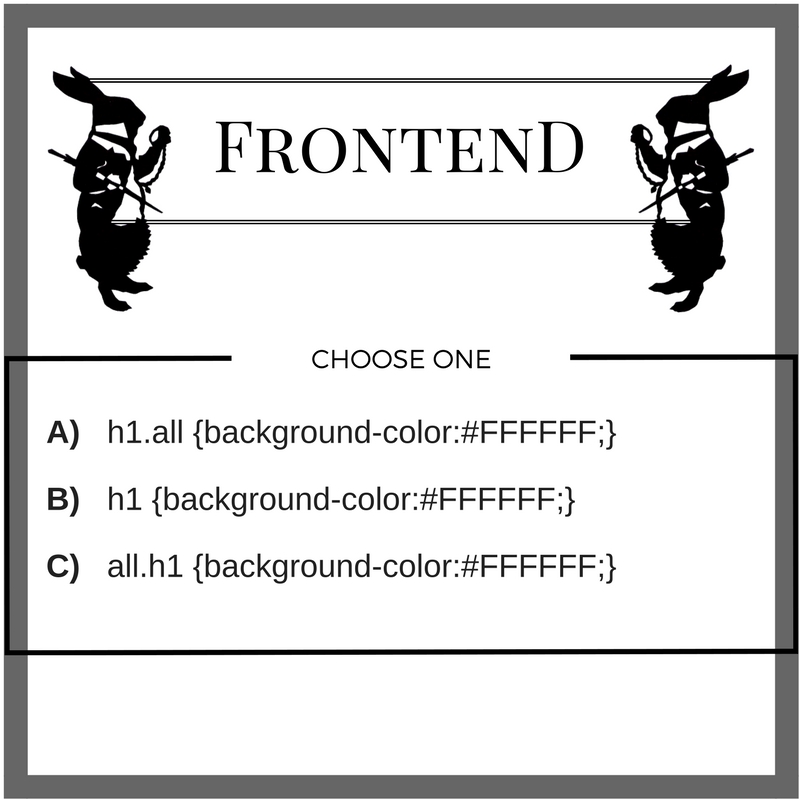 FRONTEND
CHOOSE ONE
A) h1.all {background-color:#FFFFFF;}
B) h1 {background-color:#FFFFFF;}
C) all.h1 {background-color:#FFFFFF;}